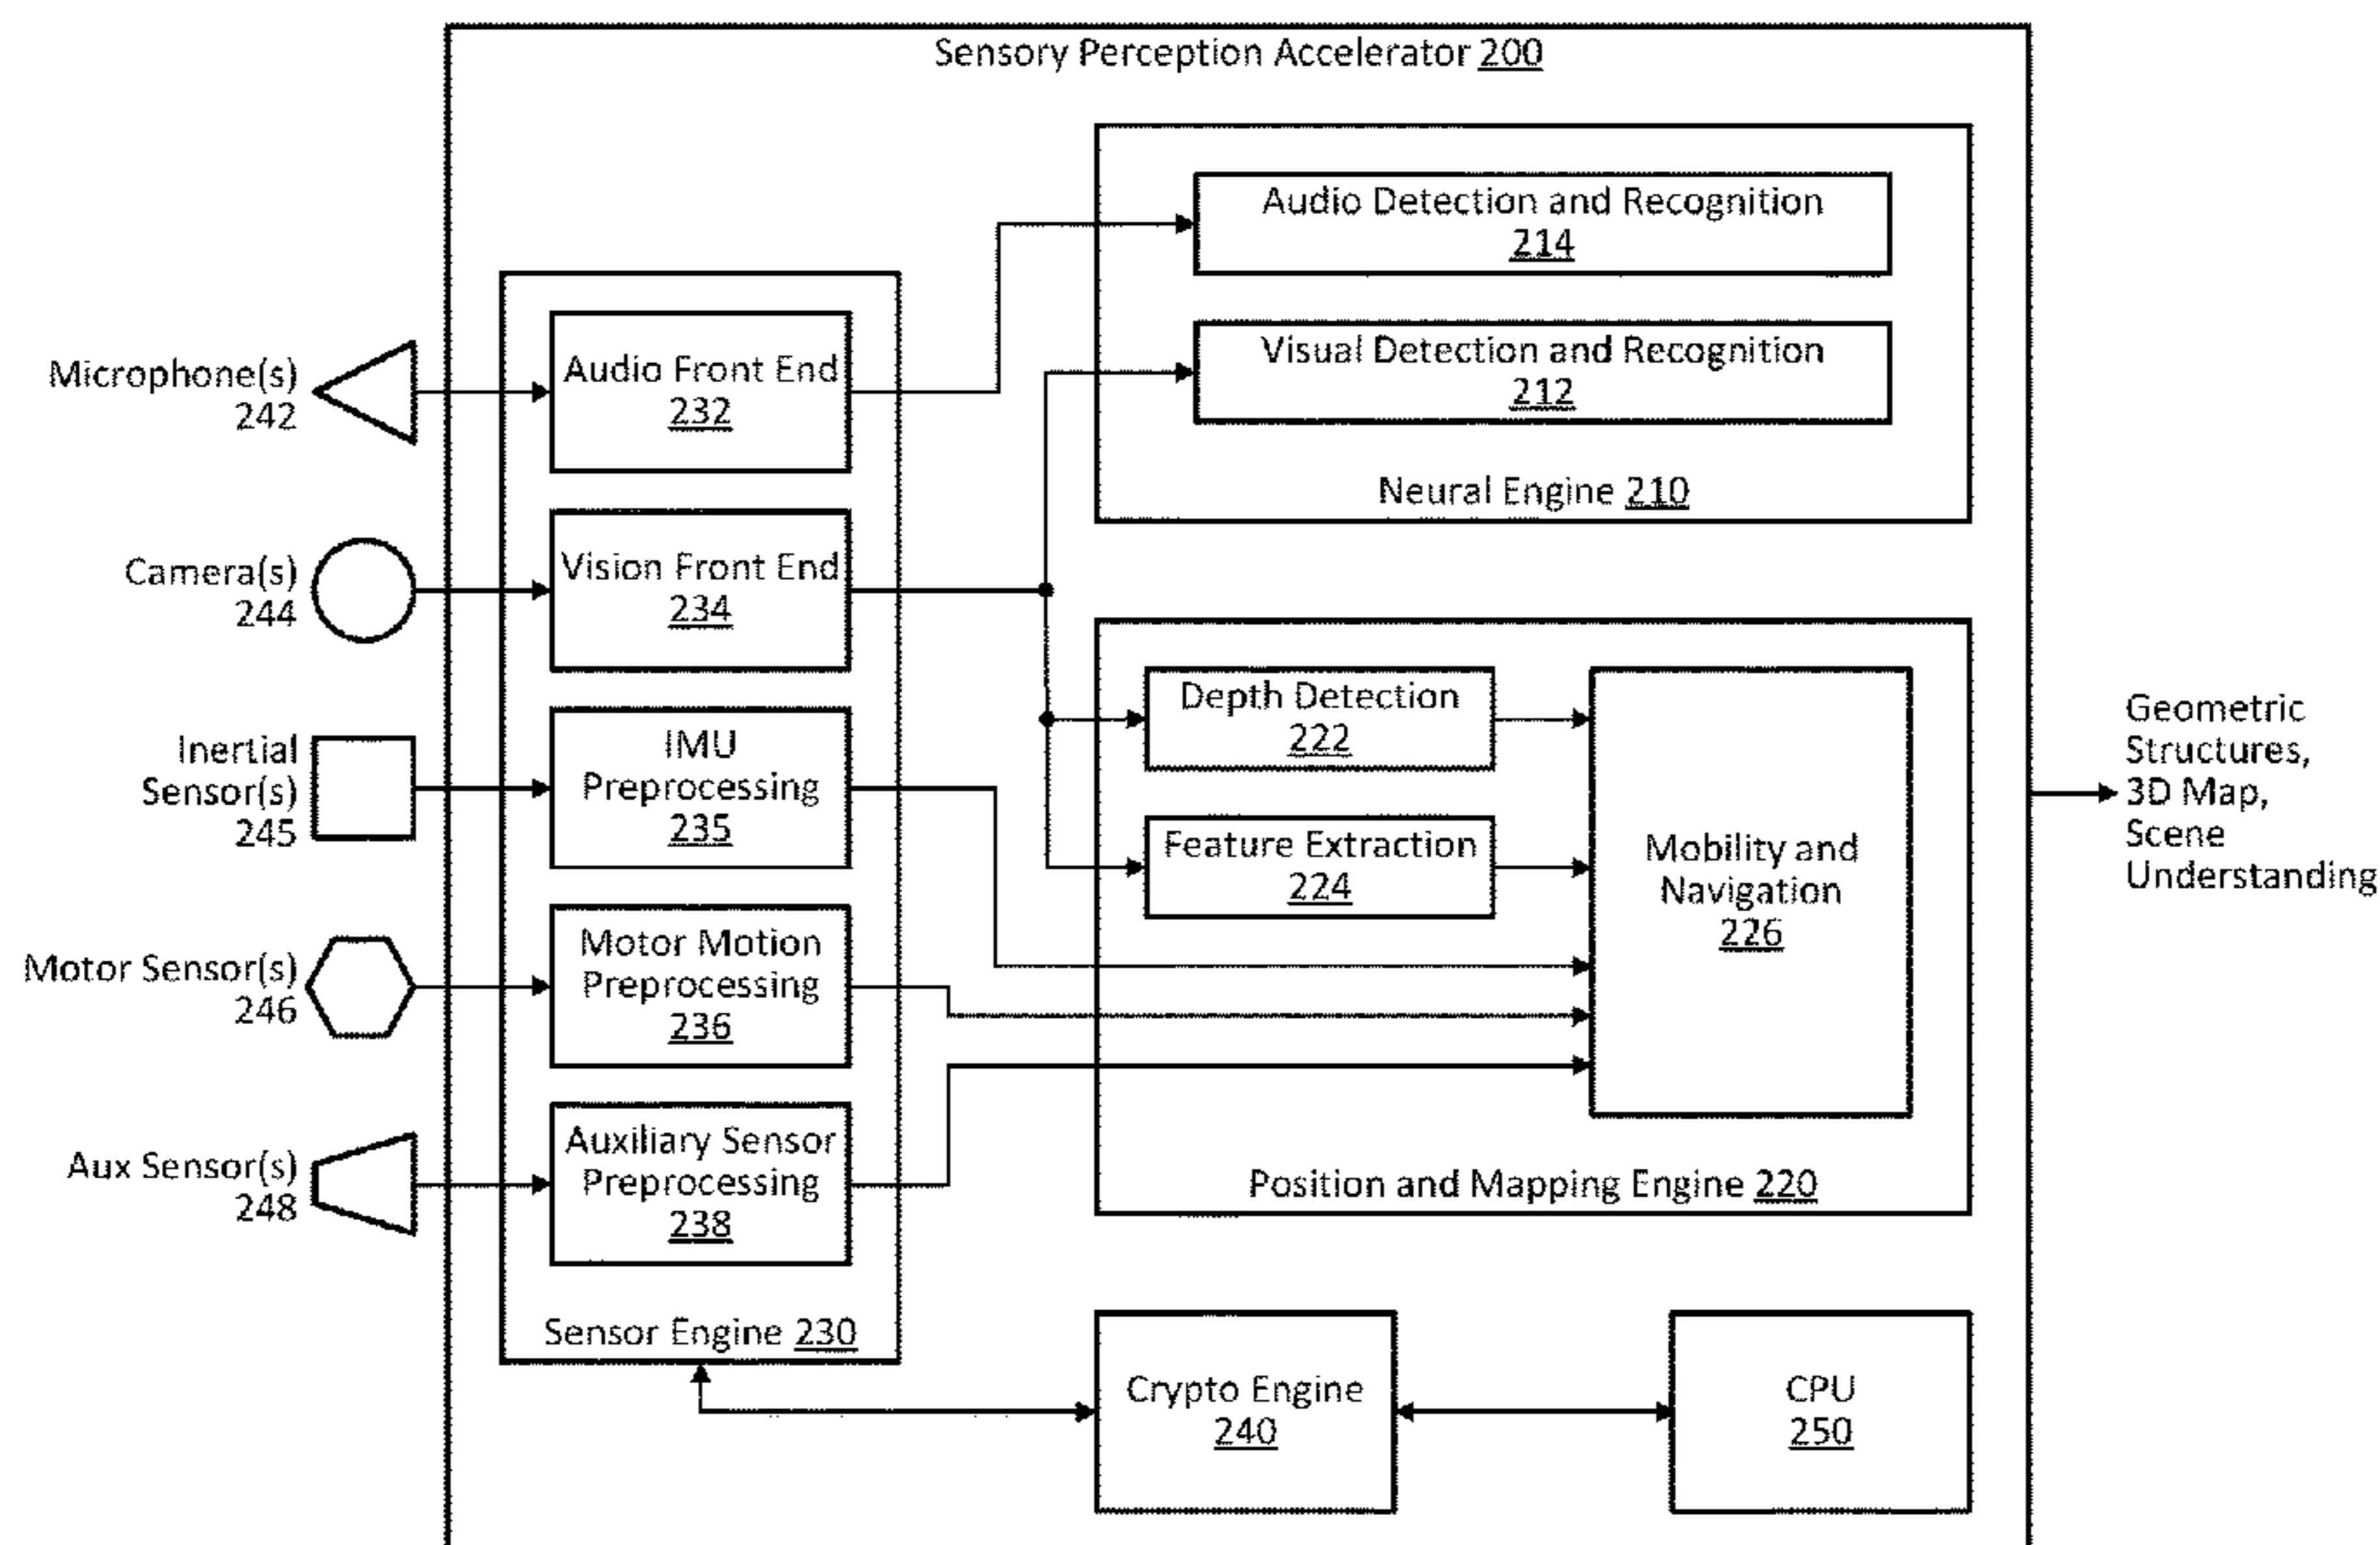 Sensory Perception Accelerator 200
Audio Detection and Recognition
214
Visual Detection and Recognition
212
Neural Engine 210
Microphone(s)
242
Audio Front End
232
Camera(s)
244
Vision Front End
234
Inertial
Sensor(s)
245
IMU
Preprocessing
235
Motor Sensor(s)
246
Motor Motion
Preprocessing
236
Aux Sensor(s)
248
Auxiliary Sensor
Preprocessing
238
Sensor Engine 230
Depth Detection
222
Feature Extraction
224
Mobility and
Navigation
226
Position and Mapping Engine 220
Geometric
Structures,
3D Map,
Scene
Understanding
Crypto Engine
240
CPU
250